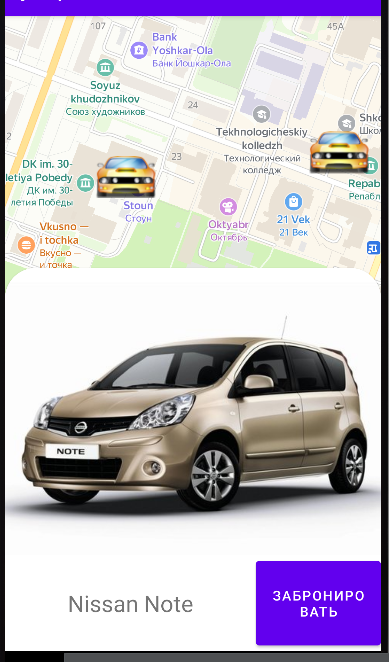 107
45A
Bank
Yoshkar-Ola
Банк Йошкар-Ола
Soyuz
khudozhnikov
Союз художников
24
Tekhnologicheskiy
kolledzh
Технологический
колледж
Shko
Школ
23
DK im. 30-
letiya Pobedy
ДК им. 30-
летия Победы
Stoun
Стоун
Repab
Репабл
Oktyabr
Октябрь
21 Vek
21 Век
2
Vkusno —
i tochka
Вкусно —
и точка
NOTE
Nissan Note
ЗАБРОНИРО
ВАТЬ